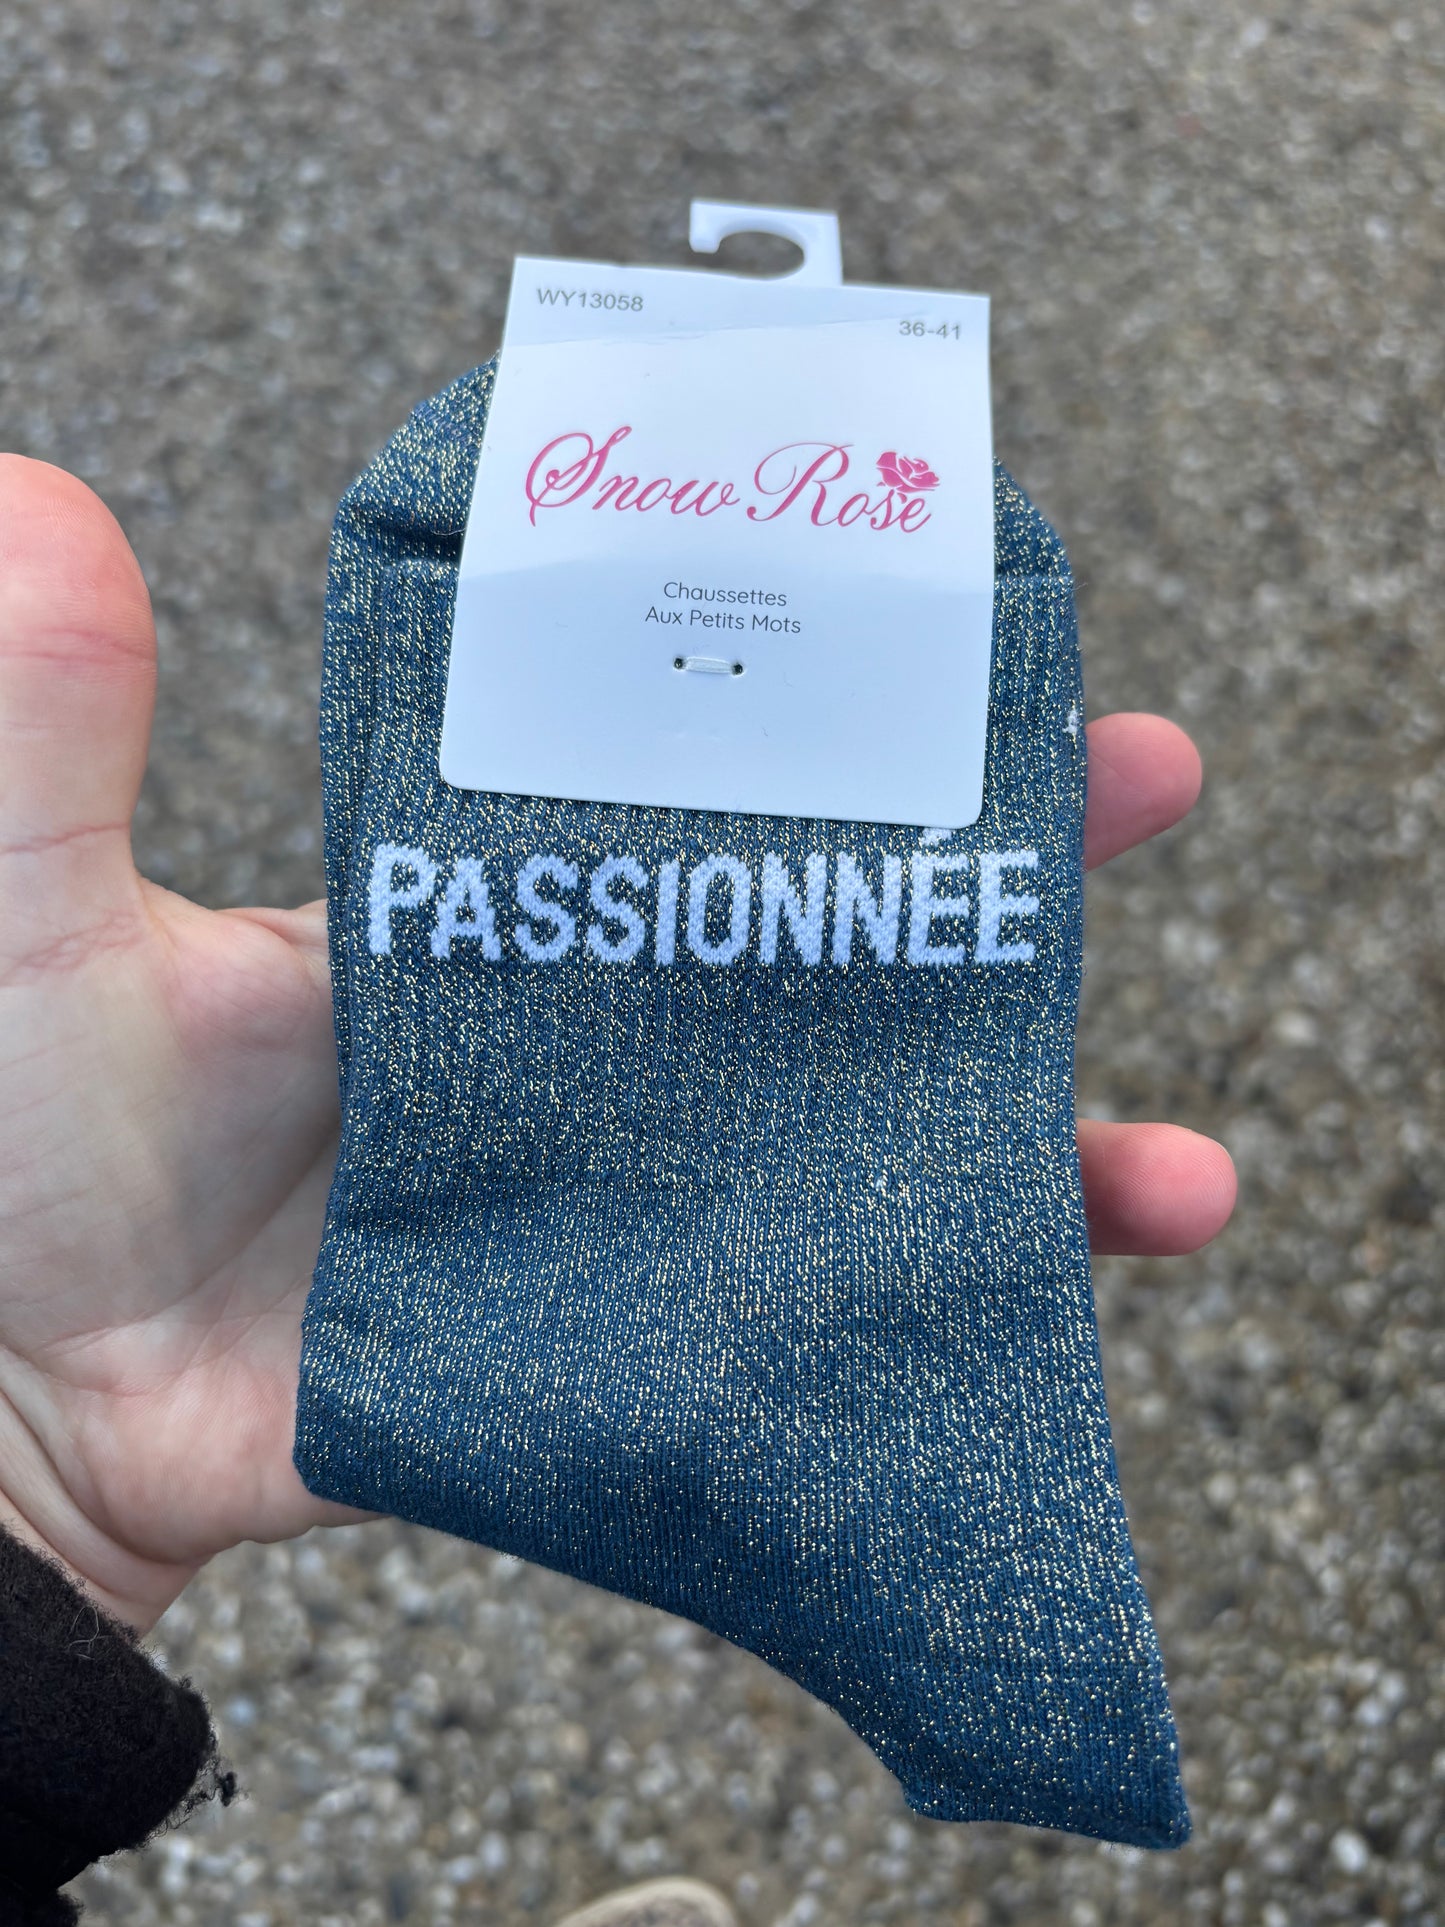 WY13058
36-41
Snow Rose
Chaussettes
Aux Petits Mots
PASSIONNÉE